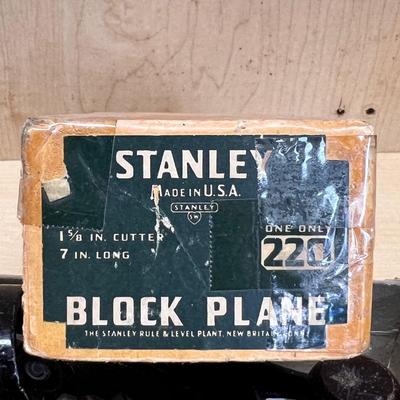 STANLEY
MADE IN U.S.A.
STANLEY
SW
1 5/8 IN. CUTTER
ONE ONLY
7 IN. LONG
220
BLOCK PLANE
THE STANLEY RULE & LEVEL PLANT, NEW BRITAIN, CONN.